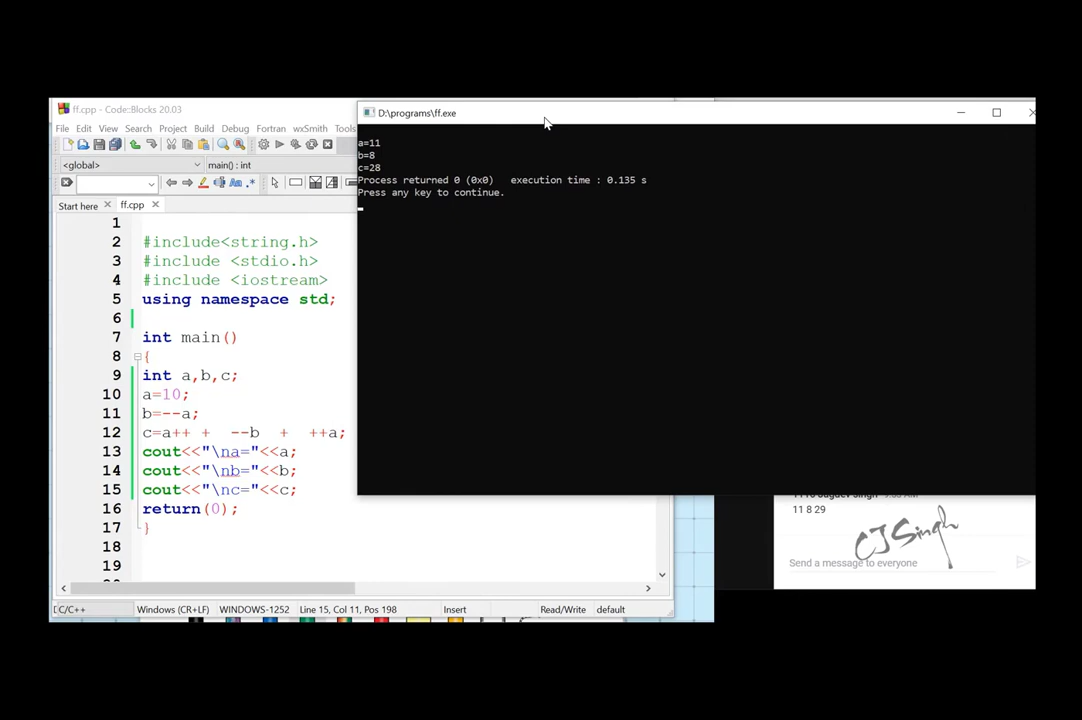 ff.cpp - Code::Blocks 20.03
File Edit View Search Project Build Debug Fortran wxSmith Tools
<global> main() : int
Start here ff.cpp
1
2 #include<string.h>
3 #include <stdio.h>
4 #include <iostream>
5 using namespace std;
6
7 int main()
8 {
9 int a,b,c;
10 a=10;
11 b=--a;
12 c=a++ + --b + ++a;
13 cout<<"\na="<<a;
14 cout<<"\nb="<<b;
15 cout<<"\nc="<<c;
16 return(0);
17 }
18
19
C/C++ Windows (CR+LF) WINDOWS-1252 Line 15, Col 11, Pos 198 Insert Read/Write default
D:\programs\ff.exe
a=11
b=8
c=28
Process returned 0 (0x0) execution time : 0.135 s
Press any key to continue.
11 8 29
CJSingh
Send a message to everyone